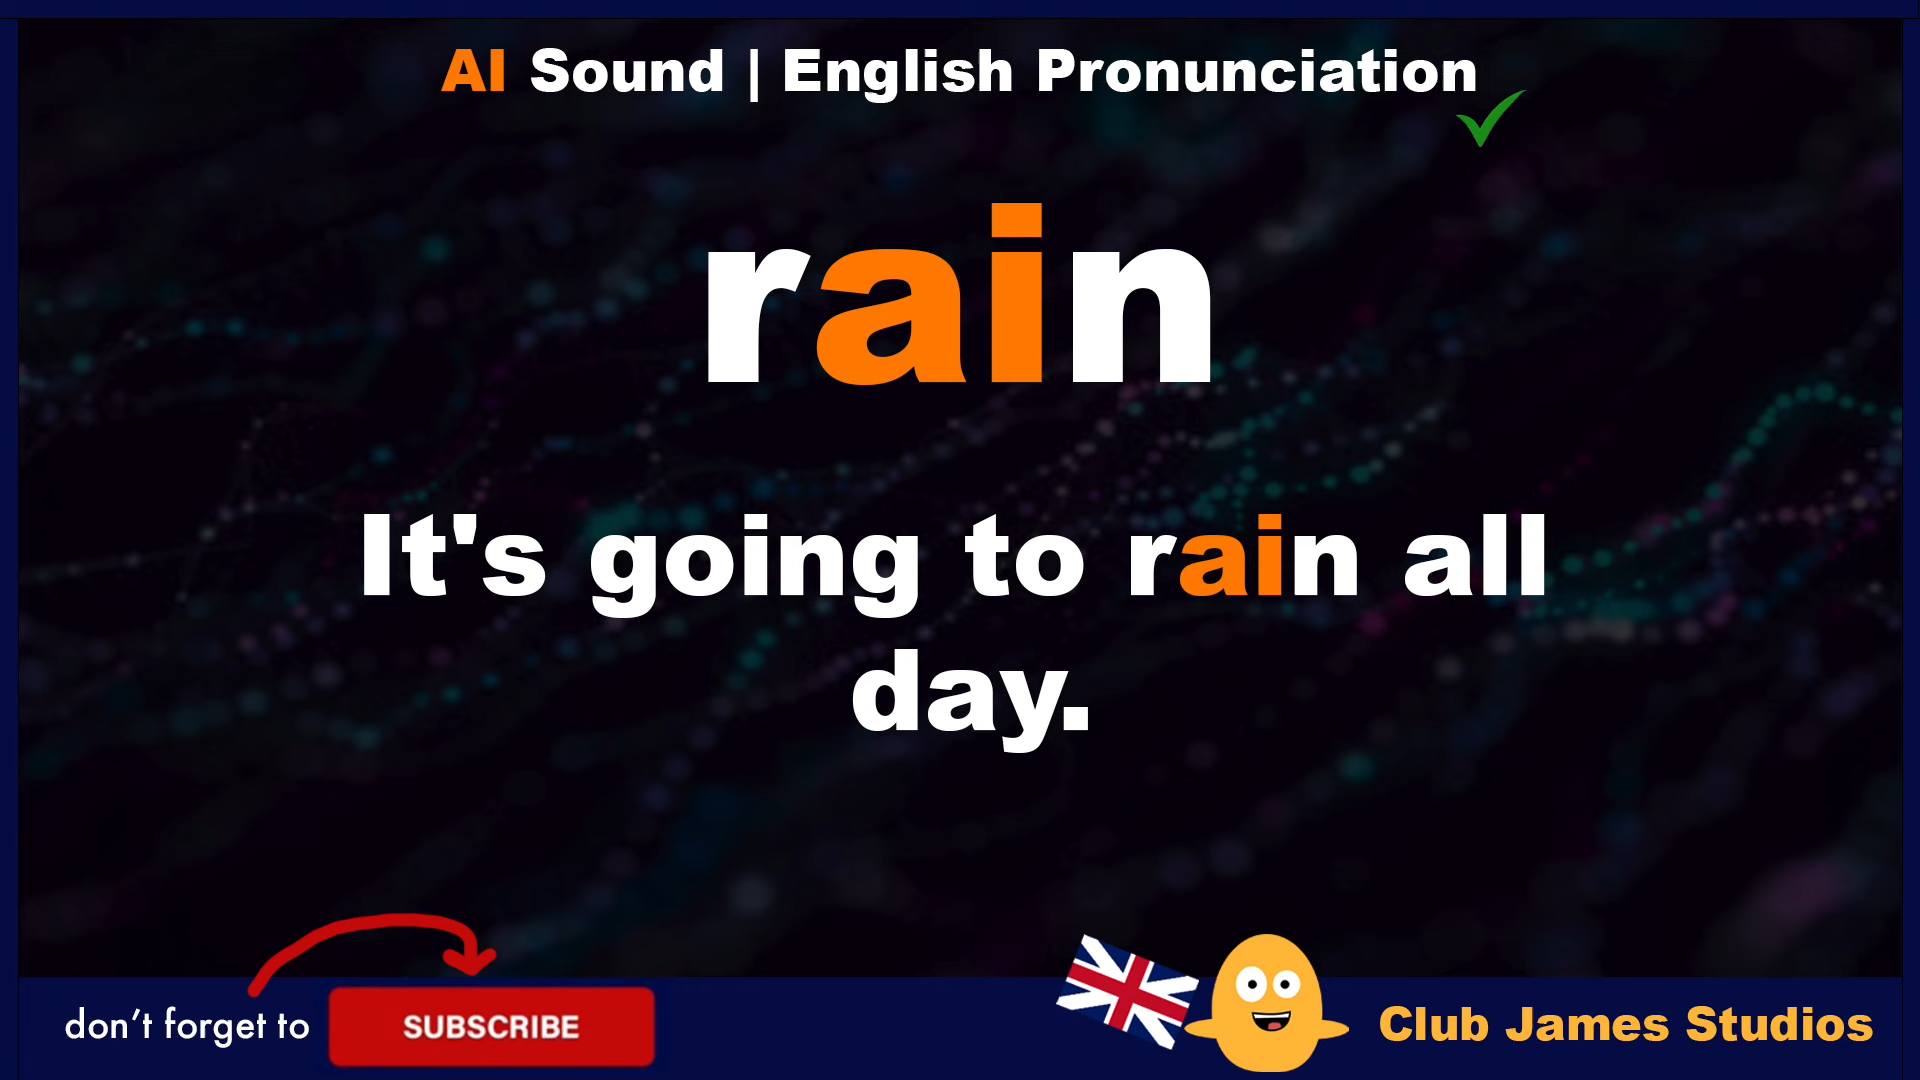 AI Sound | English Pronunciation
rain
It's going to rain all
day.
don't forget to
SUBSCRIBE
Club James Studios